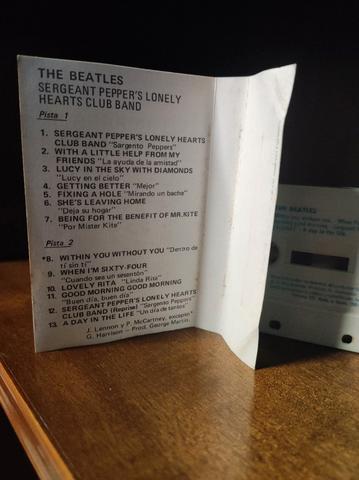 THE BEATLES
SERGEANT PEPPER'S LONELY
HEARTS CLUB BAND
Pista 1
1. SERGEANT PEPPER'S LONELY HEARTS
CLUB BAND "Sargento Peppers"
2. WITH A LITTLE HELP FROM MY
FRIENDS "La ayuda de la amistad"
3. LUCY IN THE SKY WITH DIAMONDS
"Lucy en el cielo"
4. GETTING BETTER "Mejor"
5. FIXING A HOLE "Mirando un bacha"
6. SHE'S LEAVING HOME
"Deja su hogar"
7. BEING FOR THE BENEFIT OF MR. KITE
"Por Mister Kite"
Pista 2
*8. WITHIN YOU WITHOUT YOU "Dentro de
tí sin tí"
9. WHEN I'M SIXTY-FOUR
"Cuando sea un sesentón"
10. LOVELY RITA "Linda Rita"
11. GOOD MORNING GOOD MORNING
"Buen día, buen día"
12. SERGEANT PEPPER'S LONELY HEARTS
CLUB BAND (Reprise) "Sargento Peppers"
13. A DAY IN THE LIFE "Un día de tantos"
J. Lennon y P. McCartney, excepto*
G. Harrison - Prod. George Martin.
BEATLES